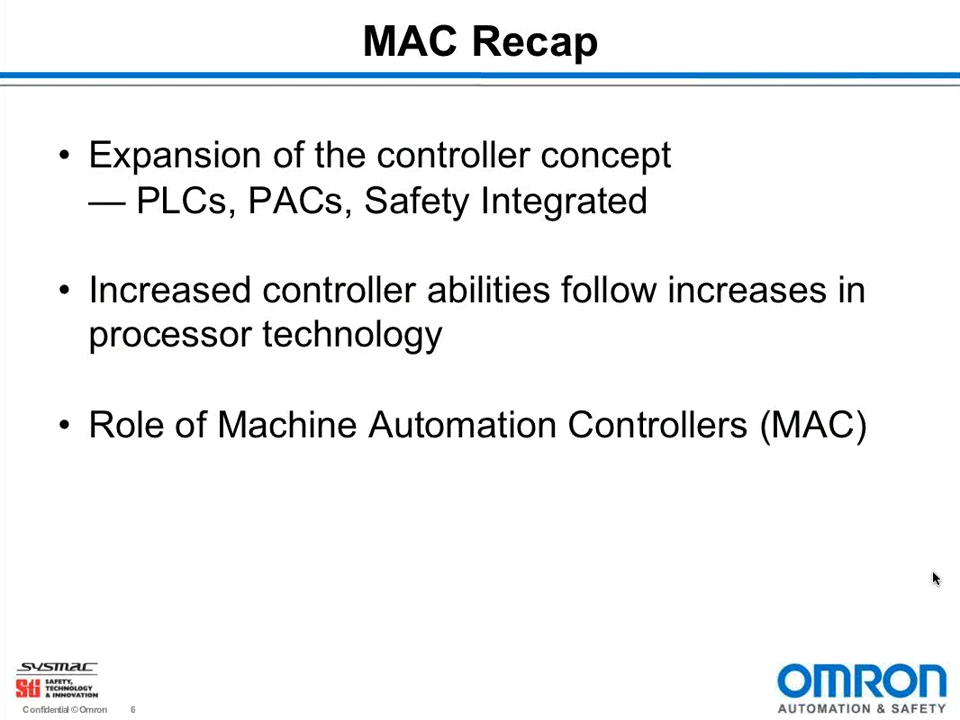 MAC Recap
• Expansion of the controller concept
— PLCs, PACs, Safety Integrated
• Increased controller abilities follow increases in
processor technology
• Role of Machine Automation Controllers (MAC)
sysmac
Sti SAFETY,
TECHNOLOGY
& INNOVATION
Confidential © Omron 6
OMRON
AUTOMATION & SAFETY